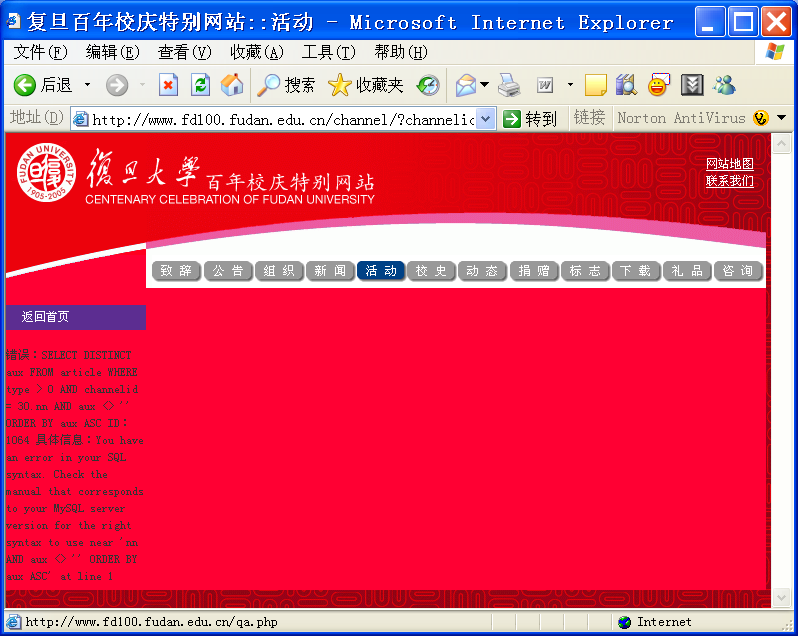 复旦百年校庆特别网站::活动 - Microsoft Internet Explorer
文件(F) 编辑(E) 查看(V) 收藏(A) 工具(T) 帮助(H)
后退 搜索 收藏夹
地址(D) http://www.fd100.fudan.edu.cn/channel/?channelic 转到 链接 Norton AntiVirus
FUDAN UNIVERSITY
1905-2005
復旦大學百年校庆特别网站
CENTENARY CELEBRATION OF FUDAN UNIVERSITY
网站地图
联系我们
致辞 公告 组织 新闻 活动 校史 动态 捐赠 标志 下载 礼品 咨询
返回首页
错误：SELECT DISTINCT
aux FROM article WHERE
type > 0 AND channelid
= 30 nn AND aux <> ''
ORDER BY aux ASC ID:
1064 具体信息：You have
an error in your SQL
syntax. Check the
manual that corresponds
to your MySQL server
version for the right
syntax to use near 'nn
AND aux <> '' ORDER BY
aux ASC' at line 1
http://www.fd100.fudan.edu.cn/qa.php Internet